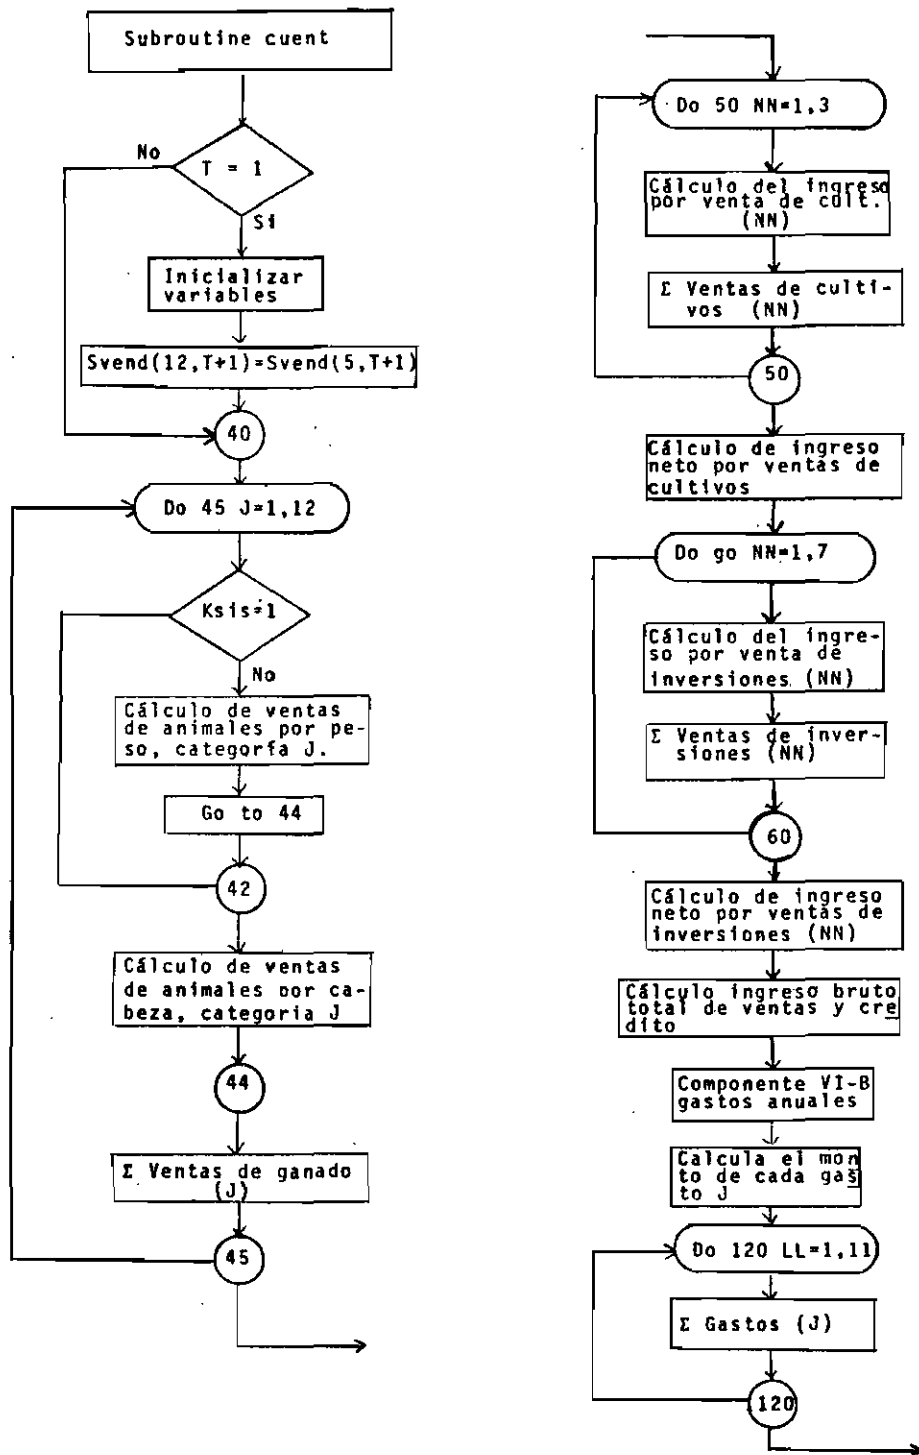 Subroutine cuent
No
T = 1
Si
Inicializar
variables
Svend(12,T+1)=Svend(5,T+1)
40
Do 45 J=1,12
Ksis=1
No
Cálculo de ventas
de animales por pe-
so, categoría J.
Go to 44
42
Cálculo de ventas
de animales por ca-
beza, categoria J
44
Σ Ventas de ganado
(J)
45
Do 50 NN=1,3
Cálculo del ingreso
por venta de cult.
(NN)
Σ Ventas de culti-
vos (NN)
50
Cálculo de ingreso
neto por ventas de
cultivos
Do go NN=1,7
Cálculo del ingre-
so por venta de
inversiones (NN)
Σ Ventas de inver-
siones (NN)
60
Cálculo de ingreso
neto por ventas de
inversiones (NN)
Cálculo ingreso bruto
total de ventas y cre
dito
Componente VI-B
gastos anuales
Calcula el mon
to de cada gas
to J
Do 120 LL=1,11
Σ Gastos (J)
120